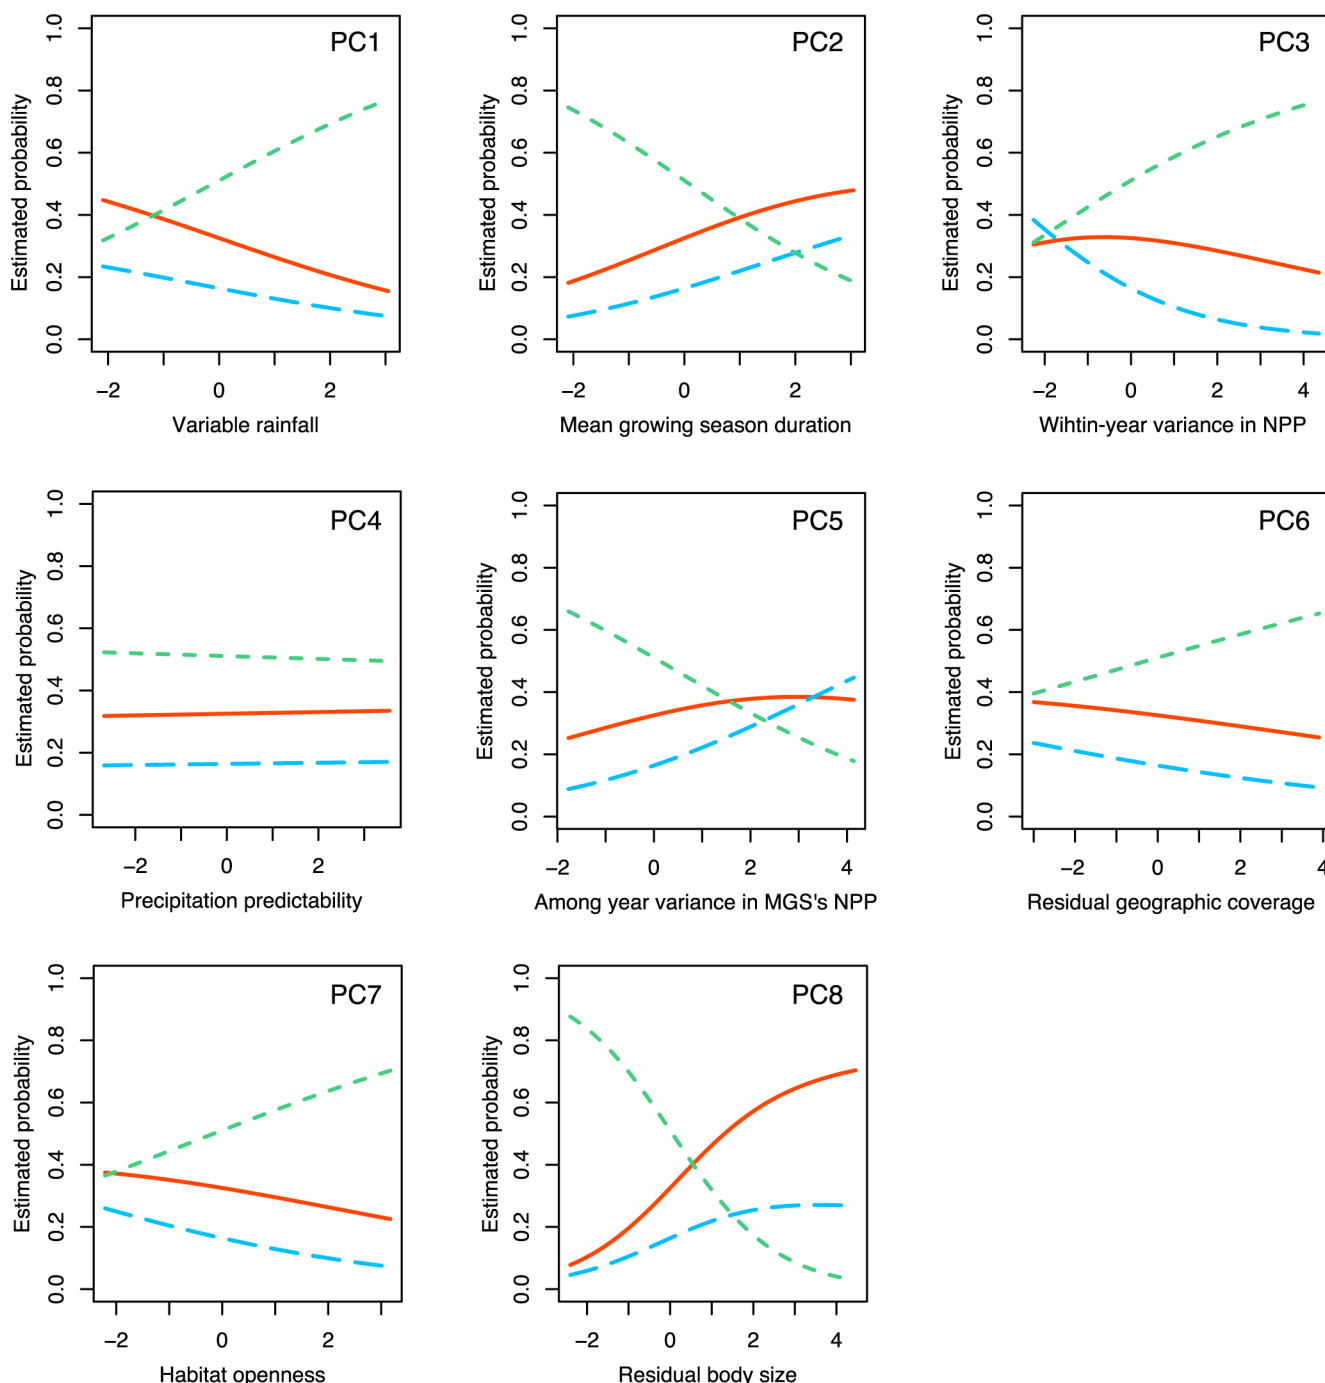 PC1
Estimated probability
0.0 0.2 0.4 0.6 0.8 1.0
−2 0 2
Variable rainfall
PC2
Estimated probability
0.0 0.2 0.4 0.6 0.8 1.0
−2 0 2
Mean growing season duration
PC3
Estimated probability
0.0 0.2 0.4 0.6 0.8 1.0
−2 0 2 4
Wihtin-year variance in NPP
PC4
Estimated probability
0.0 0.2 0.4 0.6 0.8 1.0
−2 0 2
Precipitation predictability
PC5
Estimated probability
0.0 0.2 0.4 0.6 0.8 1.0
−2 0 2 4
Among year variance in MGS's NPP
PC6
Estimated probability
0.0 0.2 0.4 0.6 0.8 1.0
−2 0 2 4
Residual geographic coverage
PC7
Estimated probability
0.0 0.2 0.4 0.6 0.8 1.0
−2 0 2
Habitat openness
PC8
Estimated probability
0.0 0.2 0.4 0.6 0.8 1.0
−2 0 2 4
Residual body size